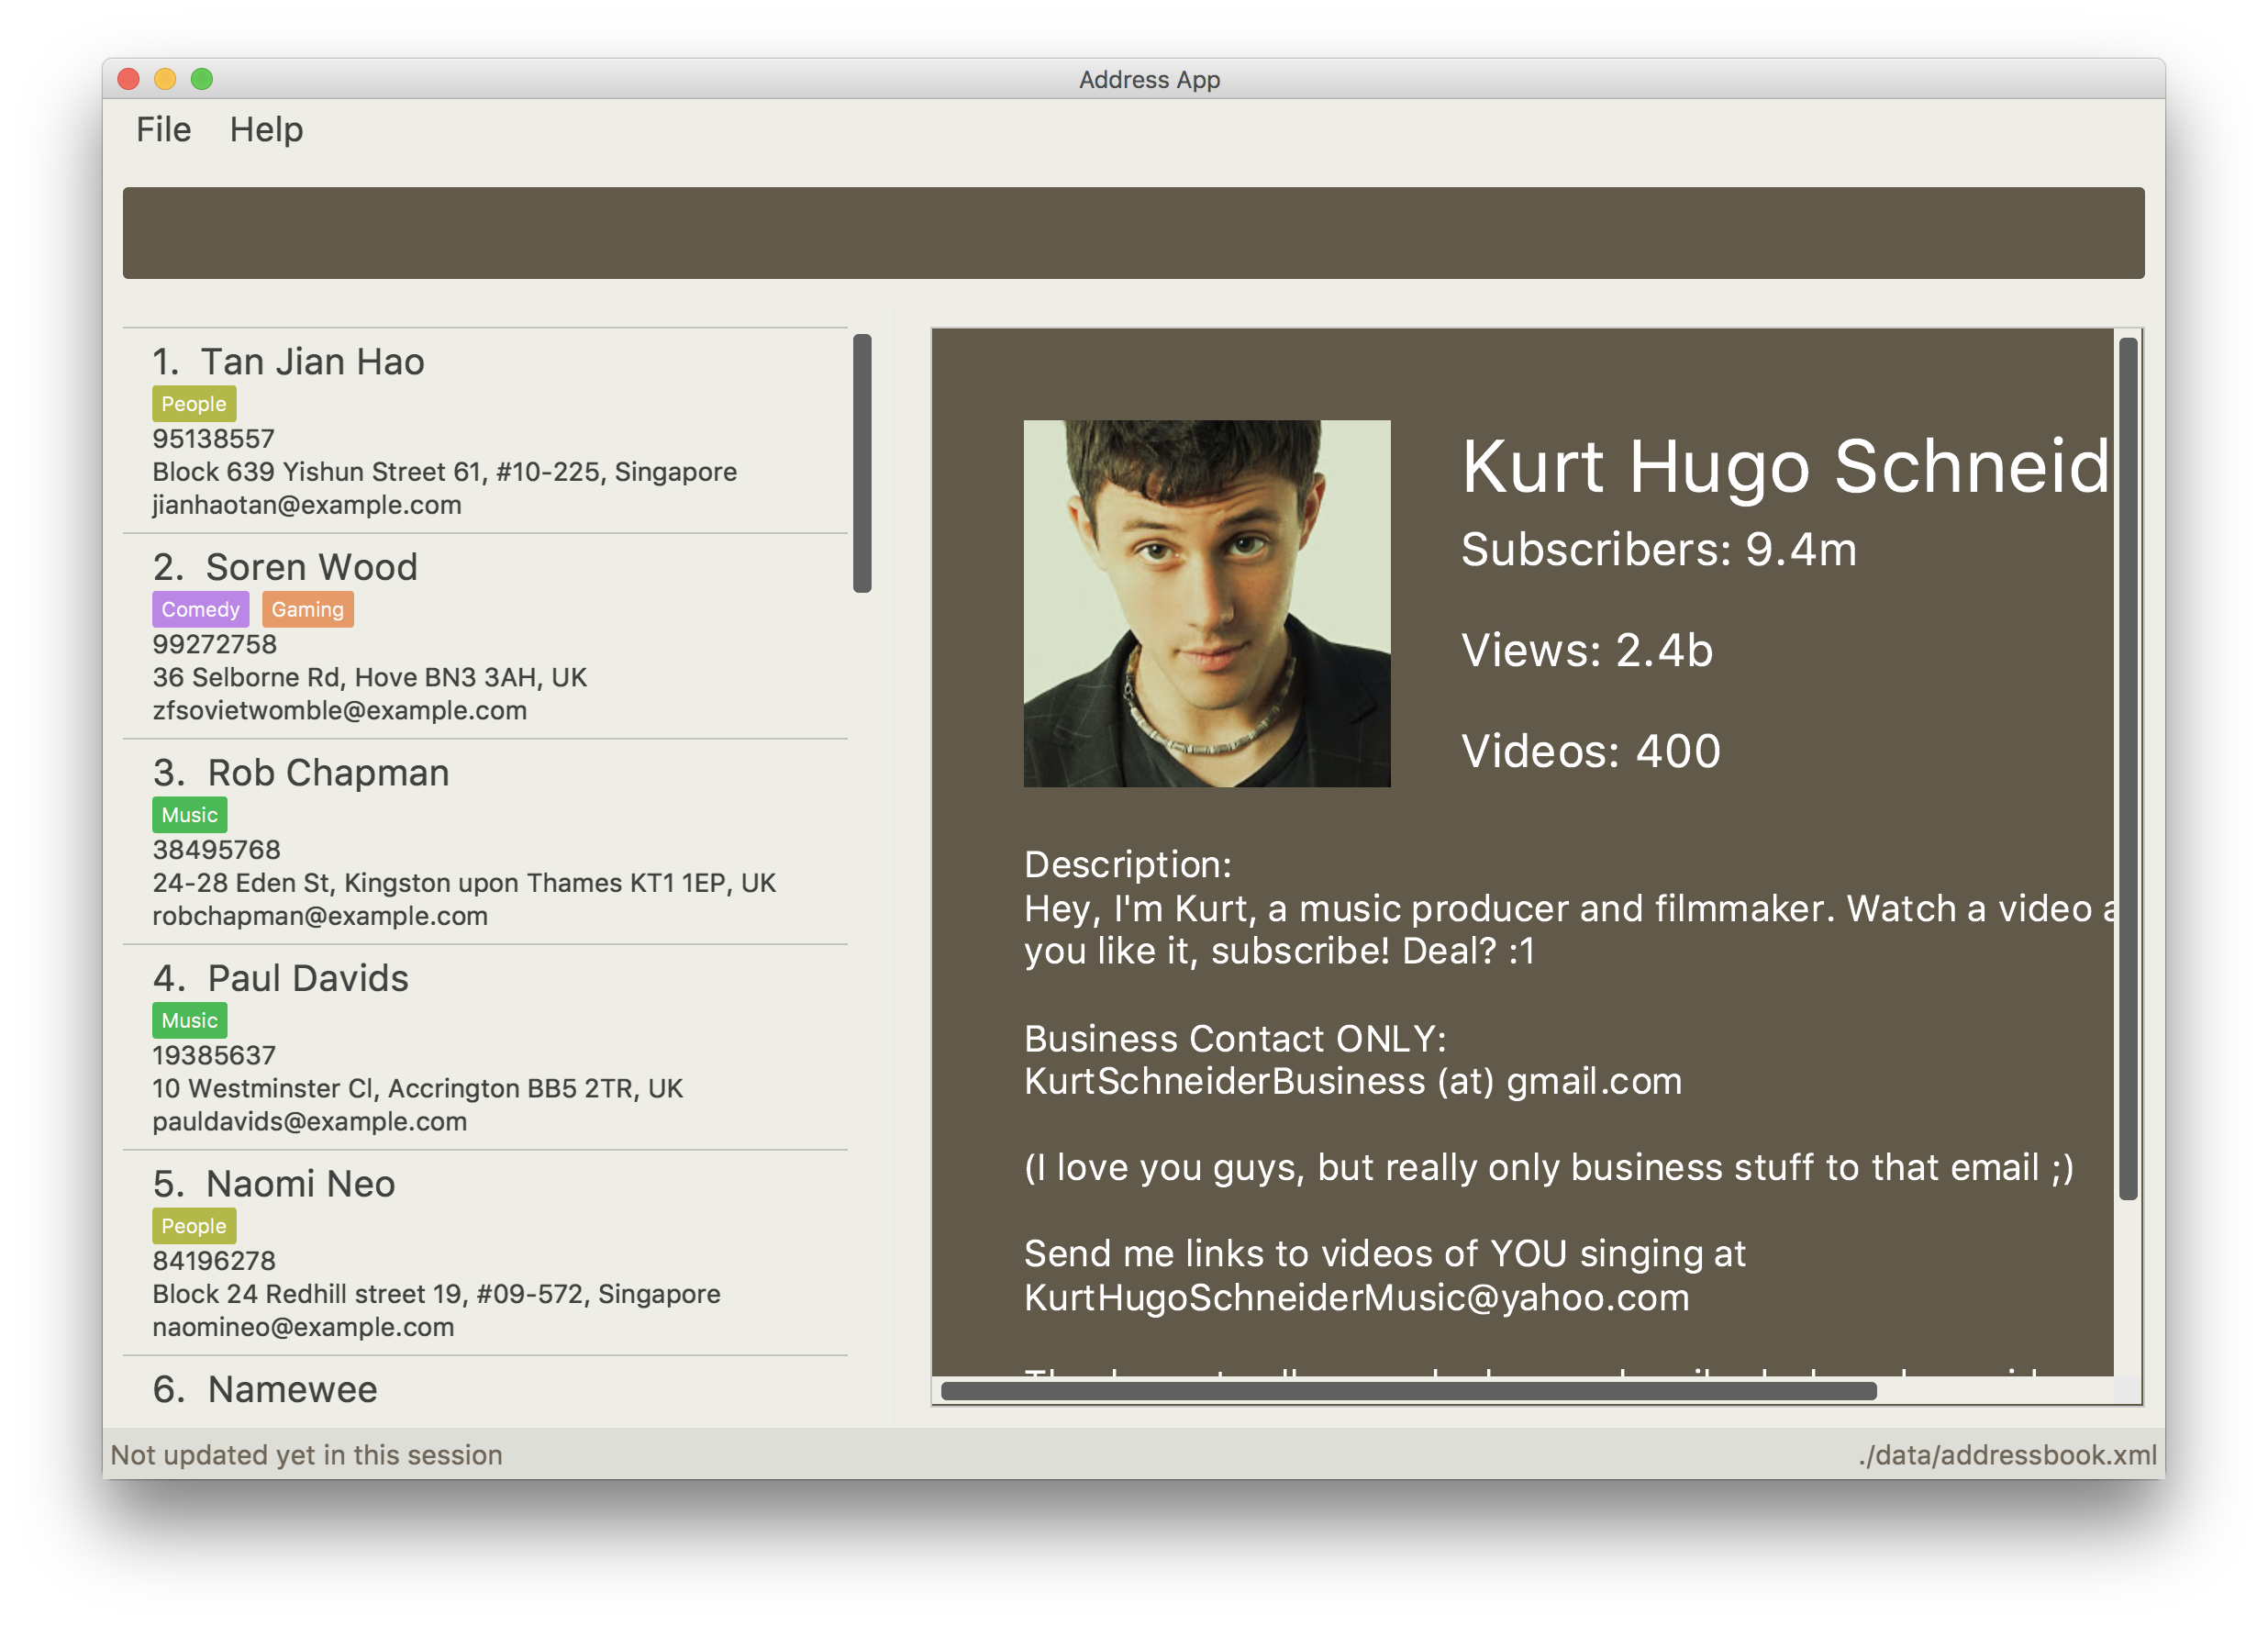 Address App
File Help
1. Tan Jian Hao
People
95138557
Block 639 Yishun Street 61, #10-225, Singapore
jianhaotan@example.com
2. Soren Wood
Comedy Gaming
99272758
36 Selborne Rd, Hove BN3 3AH, UK
zfsovietwomble@example.com
3. Rob Chapman
Music
38495768
24-28 Eden St, Kingston upon Thames KT1 1EP, UK
robchapman@example.com
4. Paul Davids
Music
19385637
10 Westminster Cl, Accrington BB5 2TR, UK
pauldavids@example.com
5. Naomi Neo
People
84196278
Block 24 Redhill street 19, #09-572, Singapore
naomineo@example.com
6. Namewee
Kurt Hugo Schneid
Subscribers: 9.4m
Views: 2.4b
Videos: 400
Description:
Hey, I'm Kurt, a music producer and filmmaker. Watch a video
you like it, subscribe! Deal? :1
Business Contact ONLY:
KurtSchneiderBusiness (at) gmail.com
(I love you guys, but really only business stuff to that email ;)
Send me links to videos of YOU singing at
KurtHugoSchneiderMusic@yahoo.com
Not updated yet in this session
./data/addressbook.xml